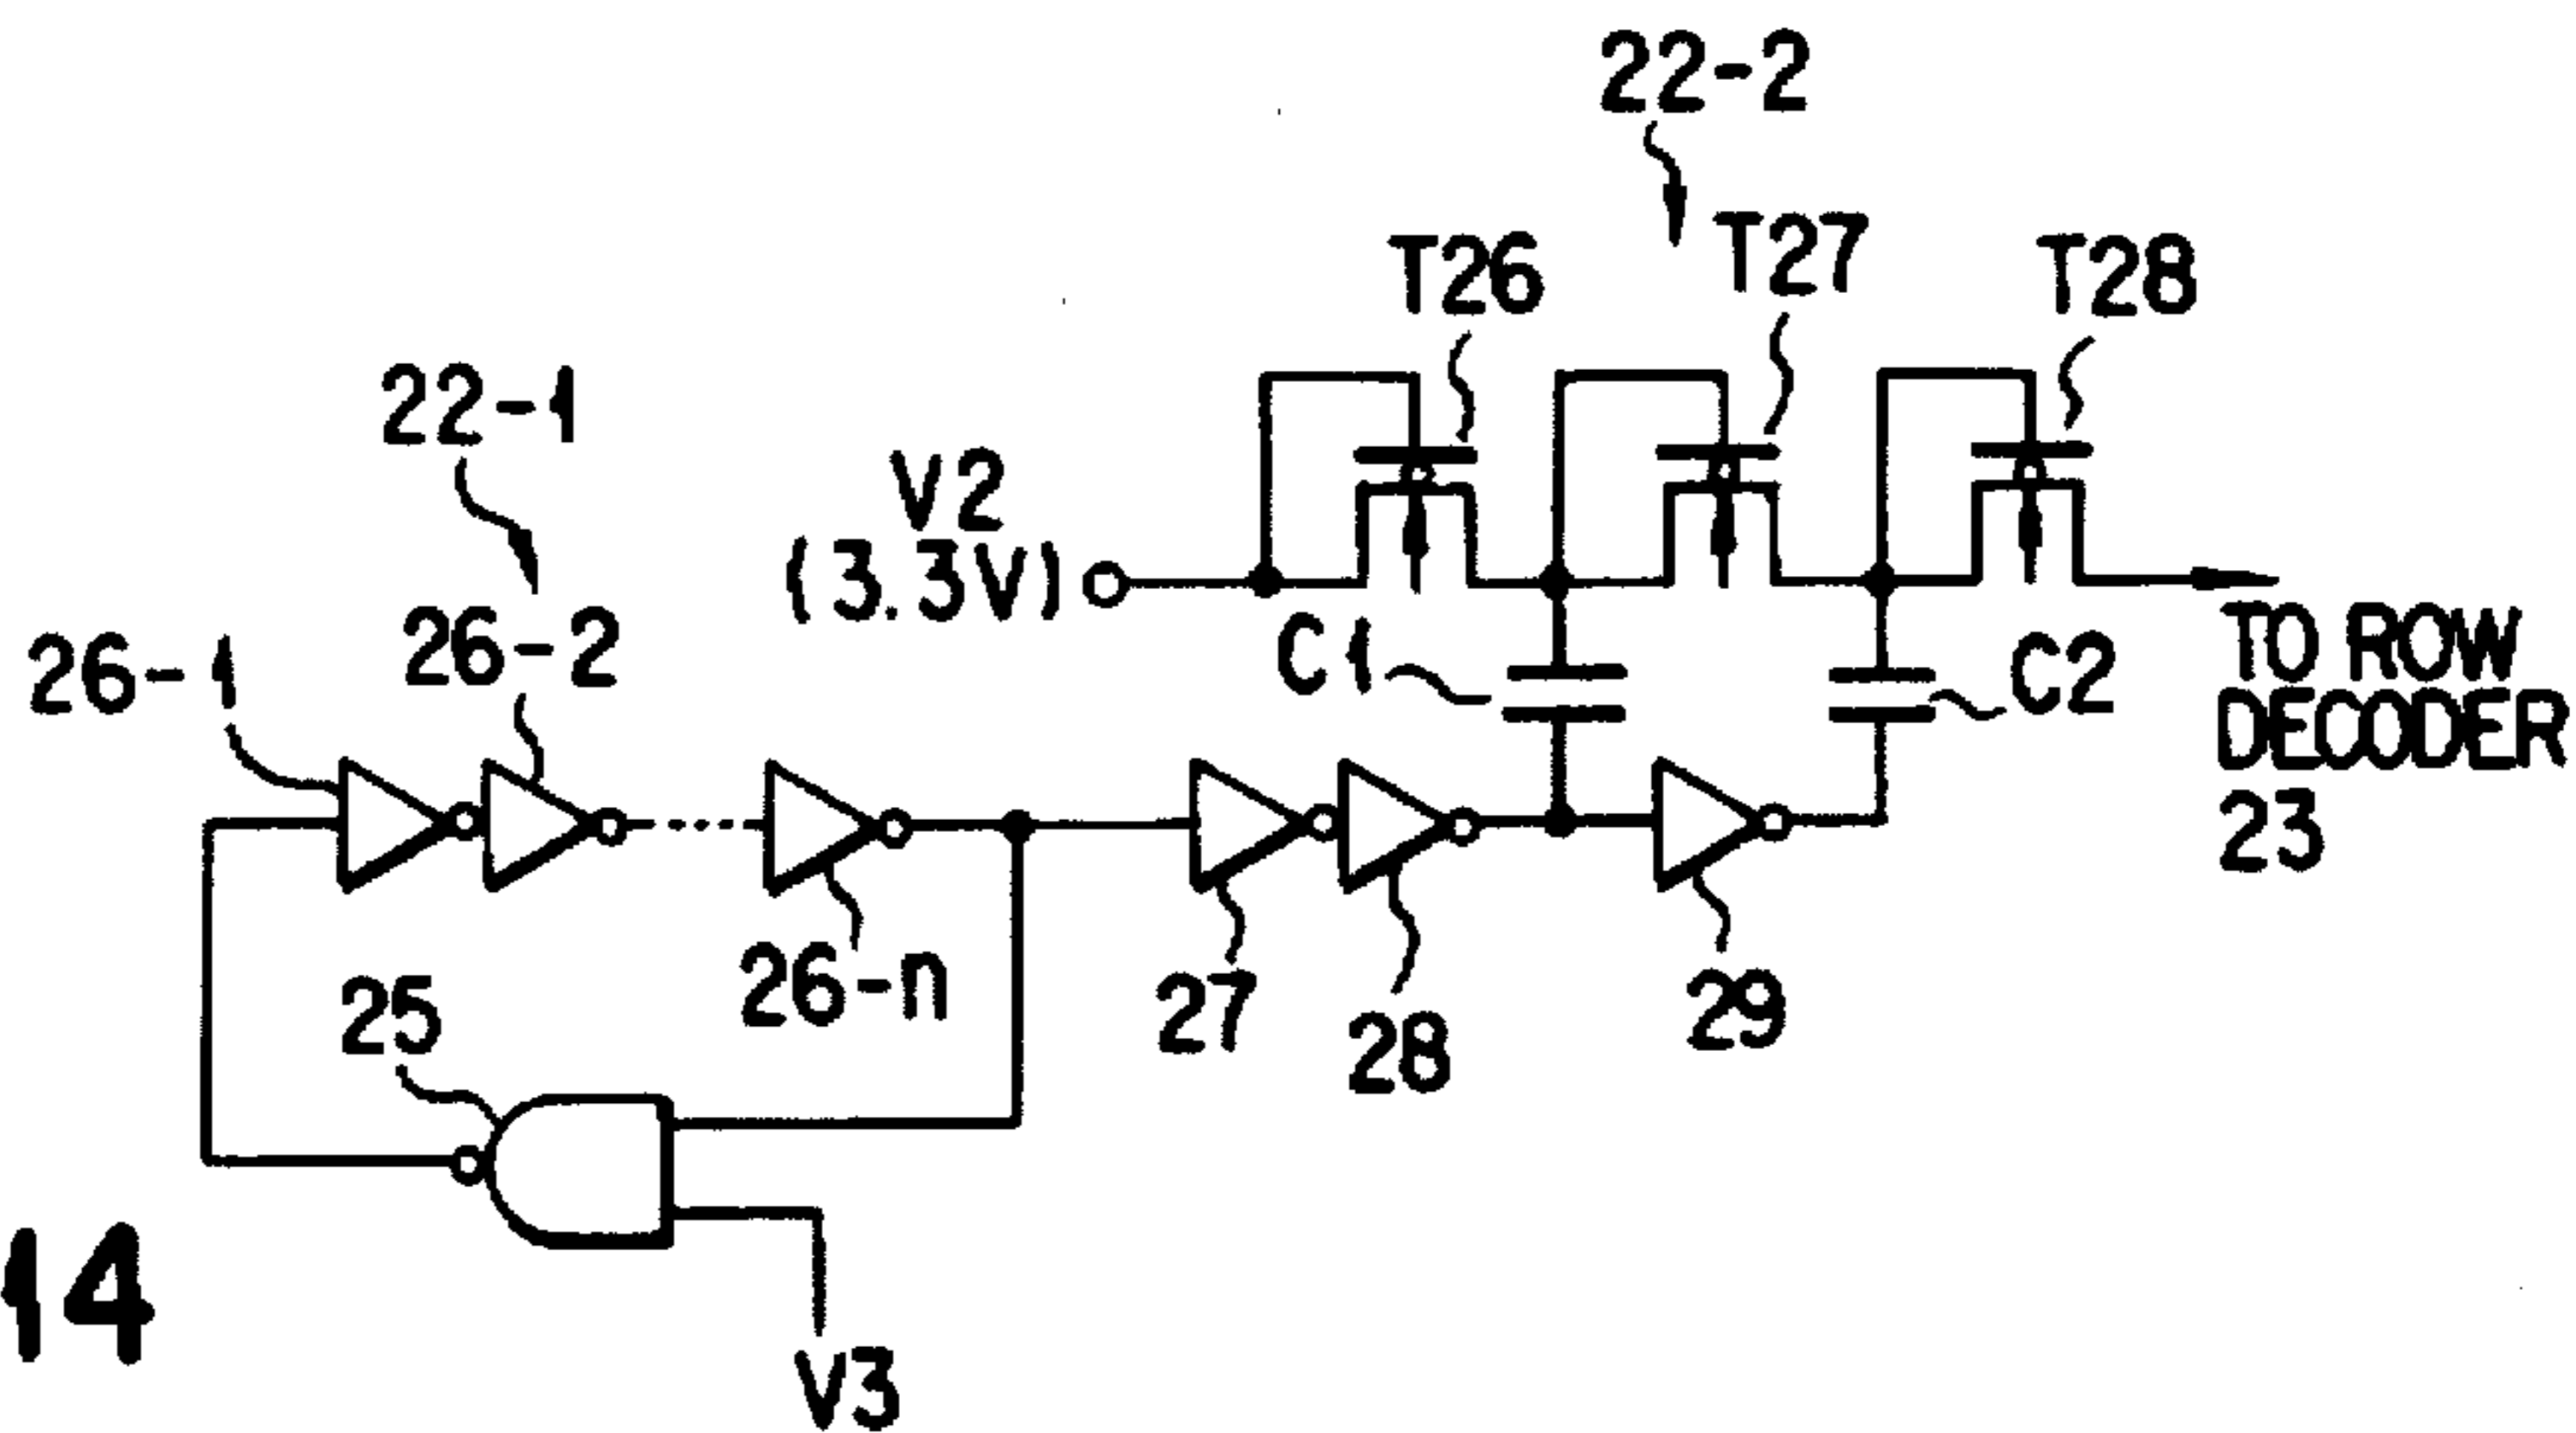 22-2
T26
T27
T28
22-1
V2
(3.3V)
26-1
26-2
C1
C2
TO ROW
DECODER
23
26-n
25
27
28
29
14
V3